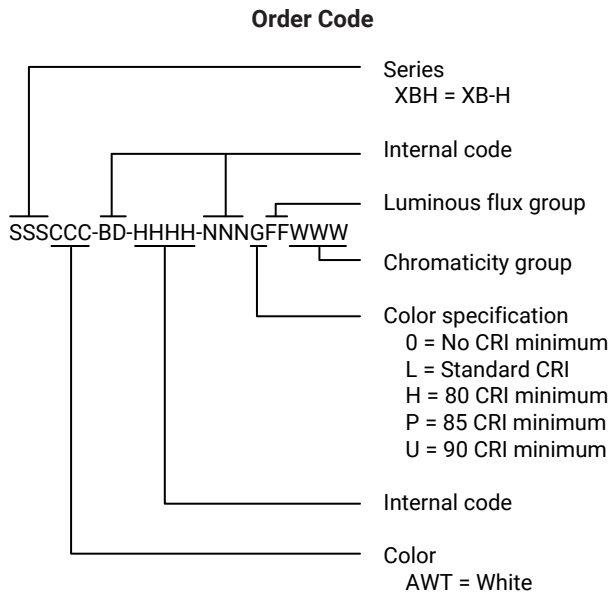 Order Code
Series
XBH = XB-H
Internal code
Luminous flux group
SSSCCC-BD-HHHH-NNNGFFWWW
Chromaticity group
Color specification
0 = No CRI minimum
L = Standard CRI
H = 80 CRI minimum
P = 85 CRI minimum
U = 90 CRI minimum
Internal code
Color
AWT = White